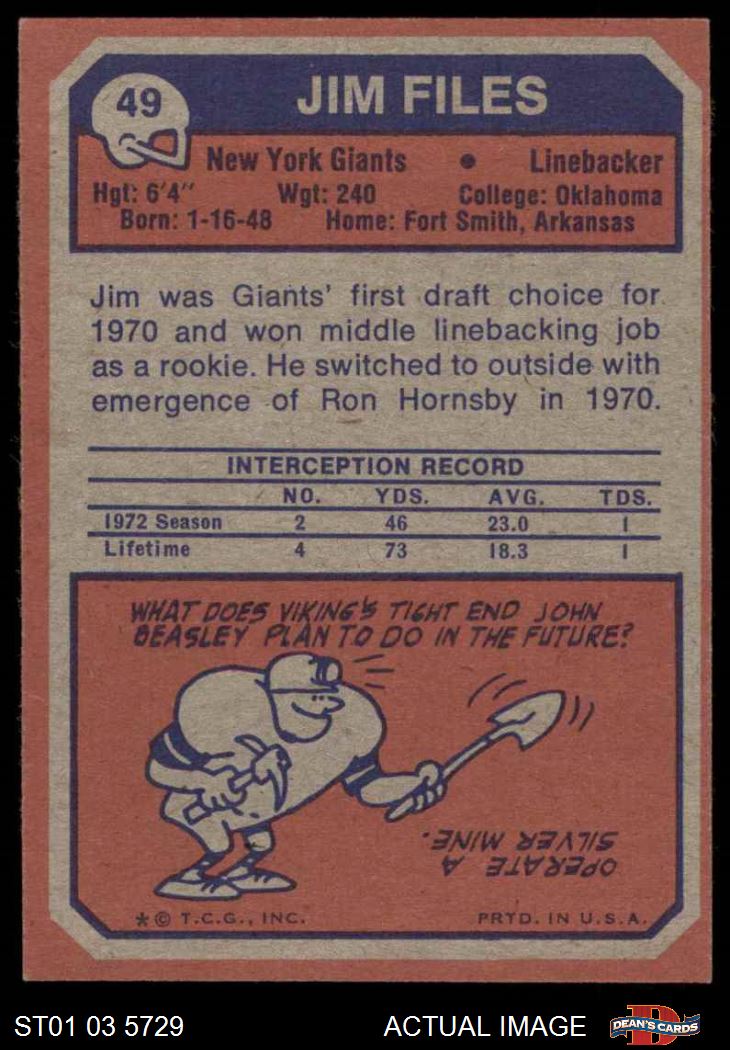 49
JIM FILES
New York Giants • Linebacker
Hgt: 6'4" Wgt: 240 College: Oklahoma
Born: 1-16-48 Home: Fort Smith, Arkansas
Jim was Giants' first draft choice for
1970 and won middle linebacking job
as a rookie. He switched to outside with
emergence of Ron Hornsby in 1970.
INTERCEPTION RECORD
NO. YDS. AVG. TDS.
1972 Season 2 46 23.0 1
Lifetime 4 73 18.3 1
WHAT DOES VIKING'S TIGHT END JOHN
BEASLEY PLAN TO DO IN THE FUTURE?
OPERATE A
SILVER MINE.
* © T.C.G., INC. PRTD. IN U.S.A.
ST01 03 5729 ACTUAL IMAGE DEAN'S CARDS